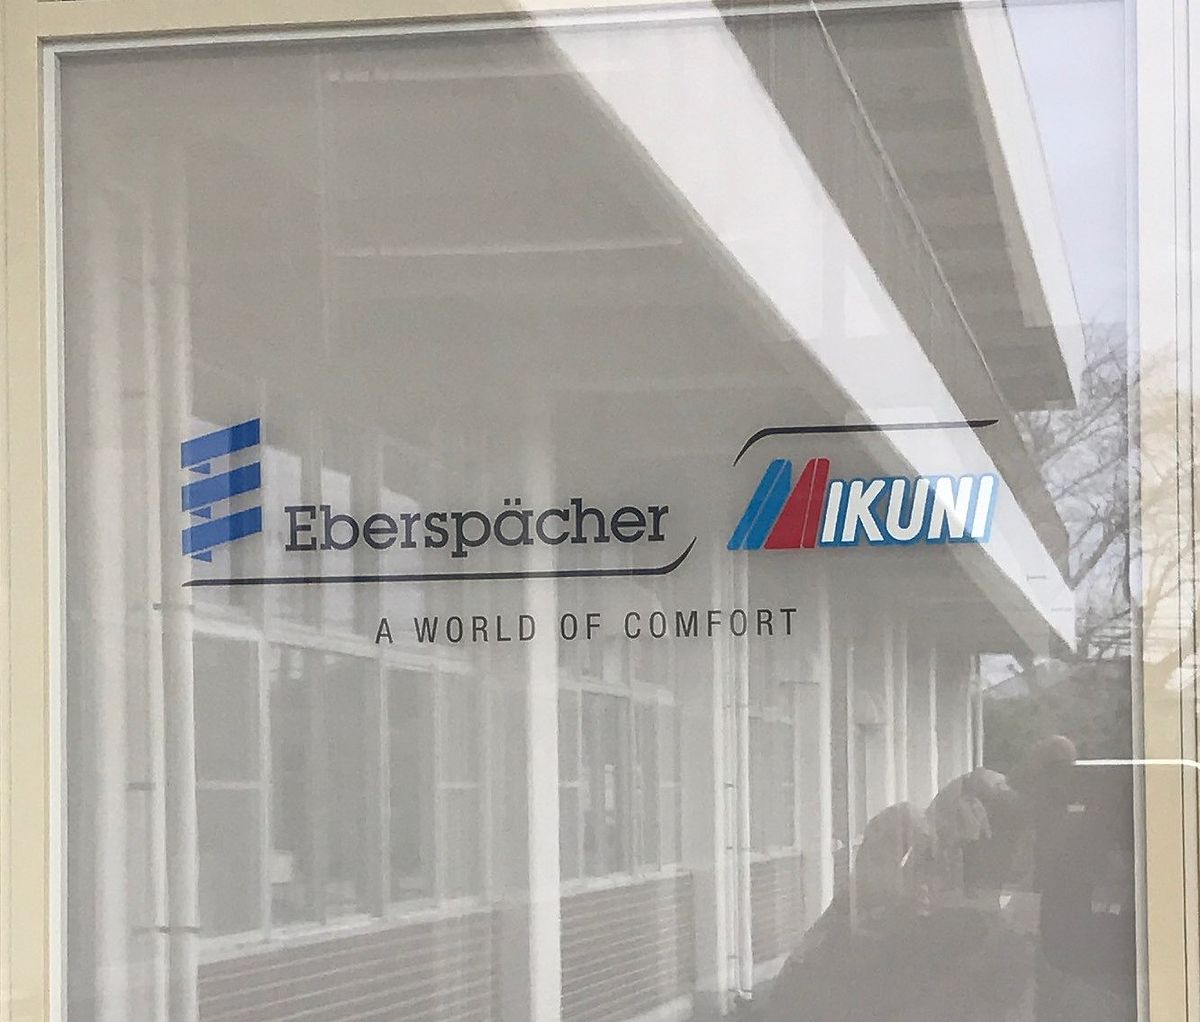 Eberspächer MIKUNI
A WORLD OF COMFORT